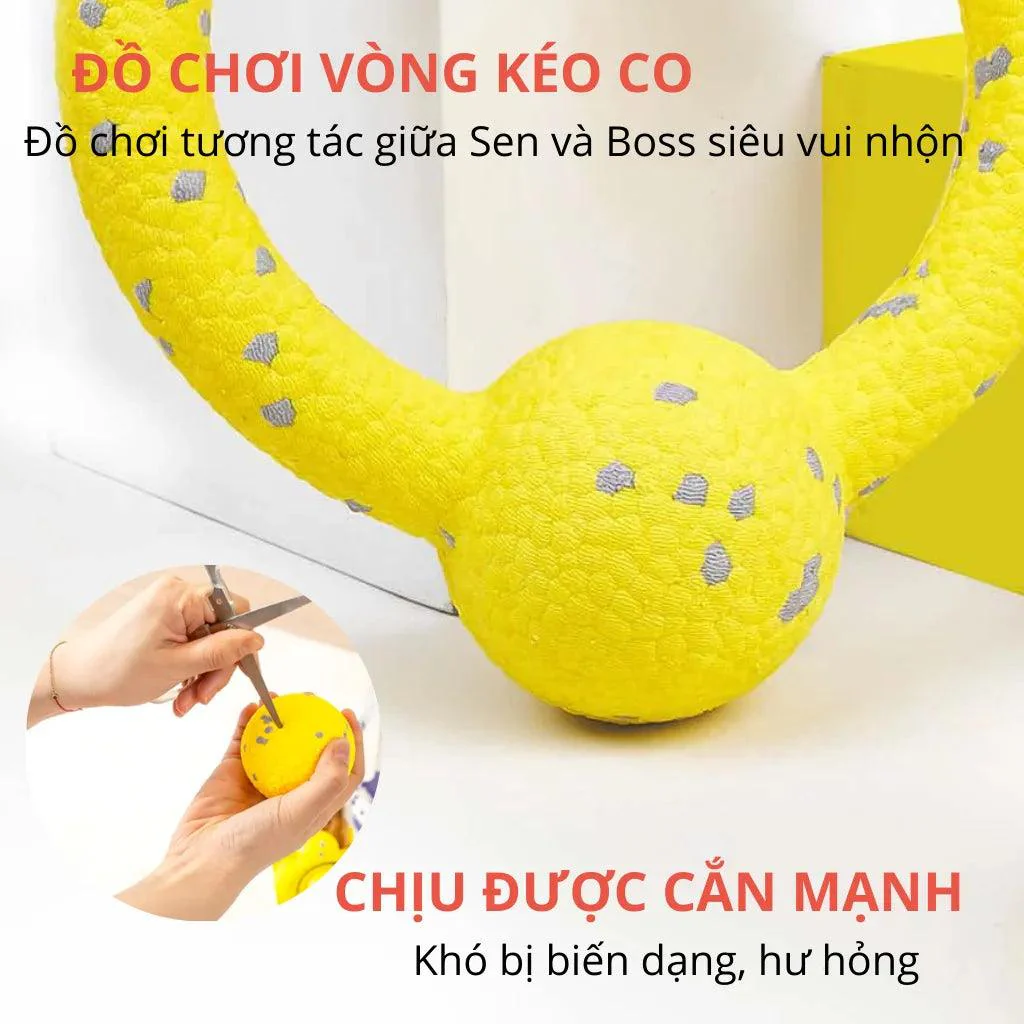 ĐỒ CHƠI VÒNG KÉO CO
Đồ chơi tương tác giữa Sen và Boss siêu vui nhộn
CHỊU ĐƯỢC CẮN MẠNH
Khó bị biến dạng, hư hỏng